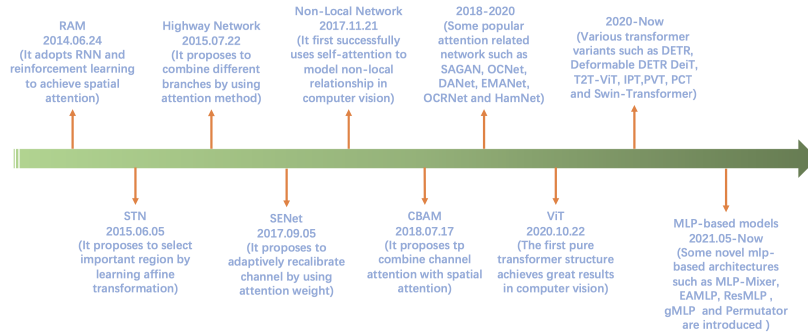 RAM
2014.06.24
(It adopts RNN and
reinforcement learning
to achieve spatial
attention)
Highway Network
2015.07.22
(It proposes to
combine different
branches by using
attention method)
Non-Local Network
2017.11.21
(It first successfully
uses self-attention to
model non-local
relationship in
computer vision)
2018-2020
(Some popular
attention related
network such as
SAGAN, OCNet,
DANet, EMANet,
OCRNet and HamNet)
2020-Now
(Various transformer
variants such as DETR,
Deformable DETR DeiT,
T2T-ViT, IPT,PVT, PCT
and Swin-Transformer)
STN
2015.06.05
(It proposes to select
important region by
learning affine
transformation)
SENet
2017.09.05
(It proposes to
adaptively recalibrate
channel by using
attention weight)
CBAM
2018.07.17
(It proposes tp
combine channel
attention with spatial
attention)
ViT
2020.10.22
(The first pure
transformer structure
achieves great results
in computer vision)
MLP-based models
2021.05-Now
(Some novel mlp-
based architectures
such as MLP-Mixer,
EAMLP, ResMLP ,
gMLP and Permutator
are introduced )